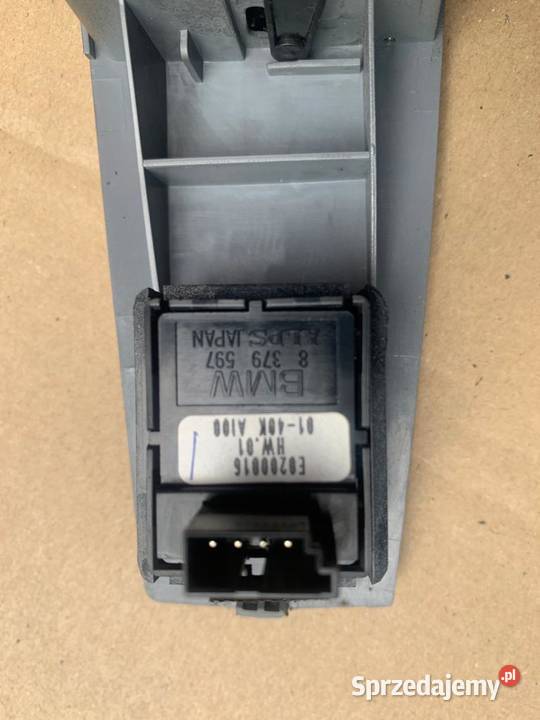 BMW
8 379 597
ALPS JAPAN
E0200016
HW.01
01-40K A100
Sprzedajemy.pl